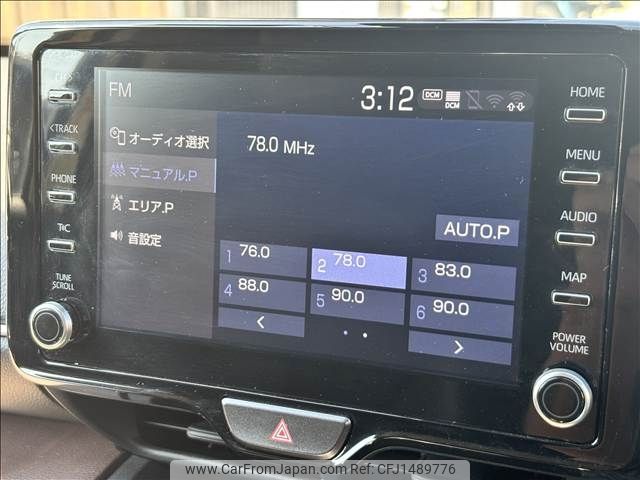 FM
3:12
DCM
DCM
オーディオ選択
マニュアル.P
エリア.P
音設定
78.0 MHz
AUTO.P
1 76.0
2 78.0
3 83.0
4 88.0
5 90.0
6 90.0
<
>
<TRACK
PHONE
TUNE
SCROLL
HOME
MENU
AUDIO
MAP
POWER
VOLUME
www.CarFromJapan.com - ref:CFJ1489776